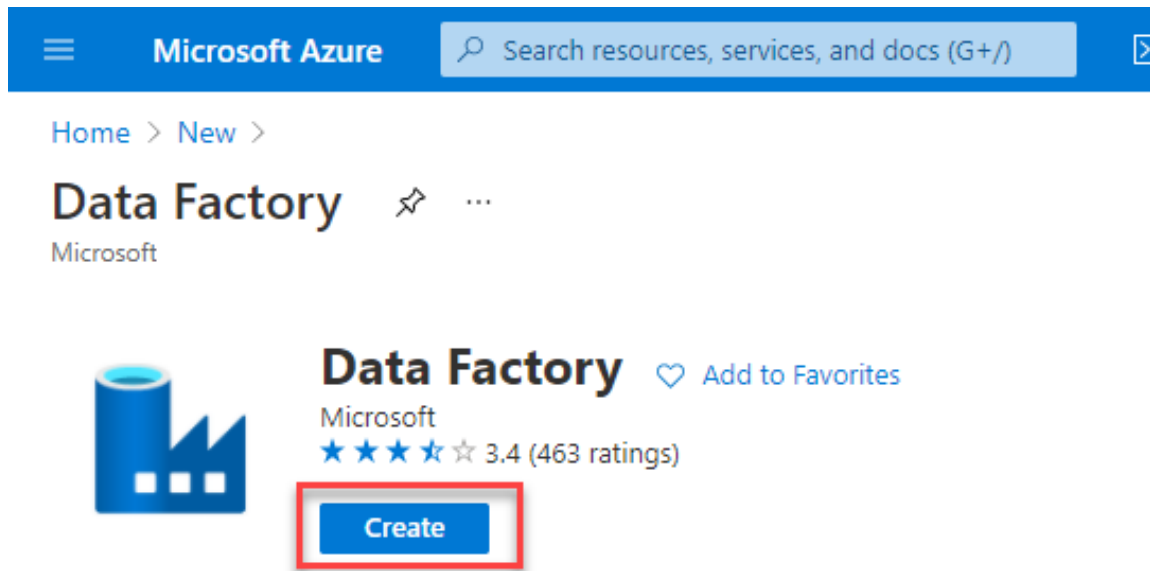 Microsoft Azure
Search resources, services, and docs (G+/)
Home > New >
Data Factory ...
Microsoft
Data Factory
Add to Favorites
Microsoft
3.4 (463 ratings)
Create